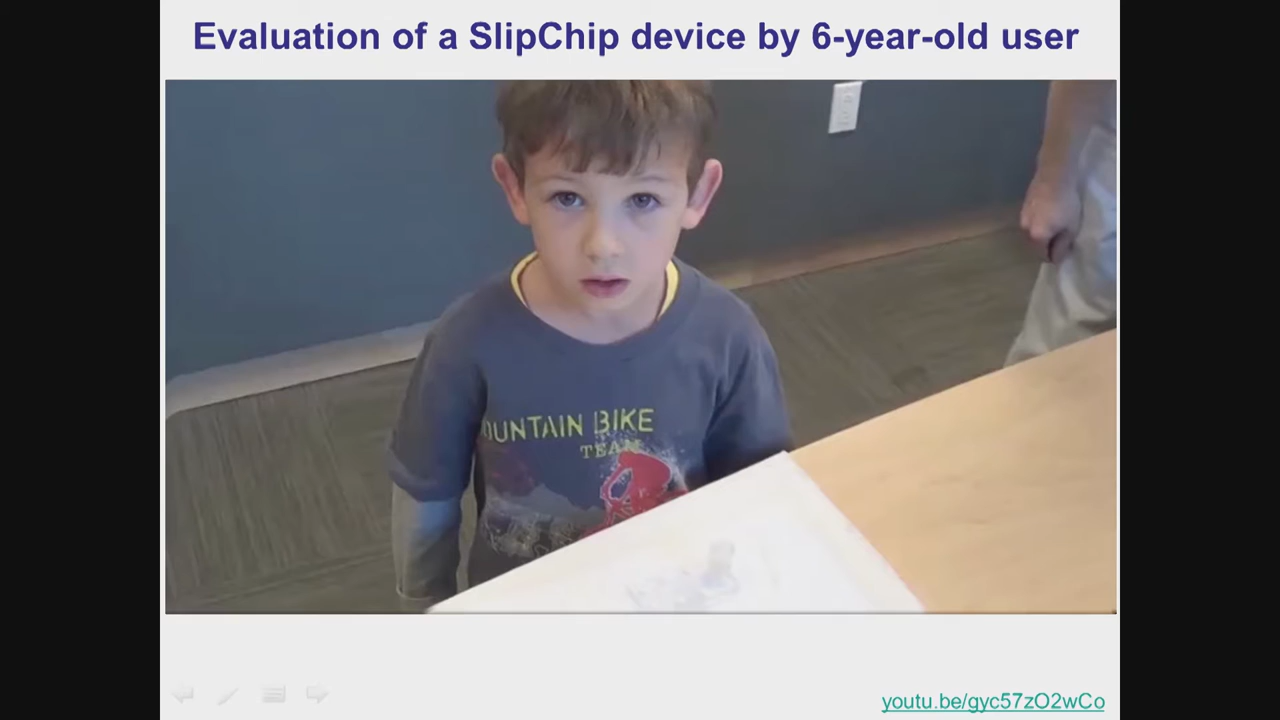 Evaluation of a SlipChip device by 6-year-old user
OUNTAIN BIKE
TEAM
youtu.be/gyc57zO2wCo